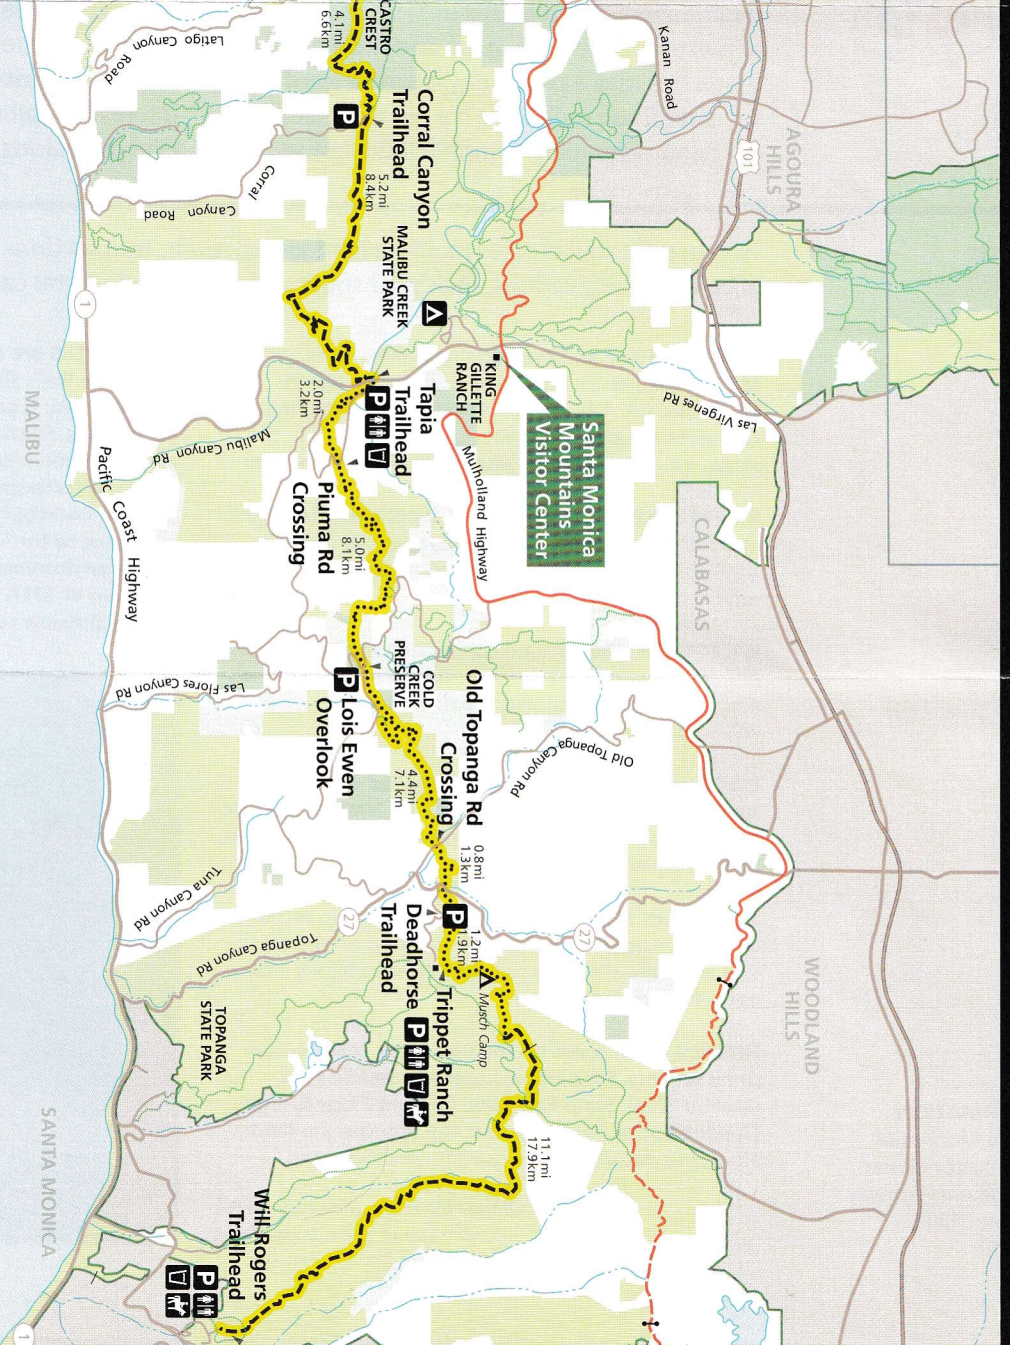 CASTRO
CREST
4.1mi
6.6km
Latigo Canyon
Road
Kanan Road
AGOURA
HILLS
101
Corral Canyon
Trailhead
P
5.2mi
8.4km
Corral
Canyon Road
MALIBU CREEK
STATE PARK
1
KING
GILLETTE
RANCH
Santa Monica
Mountains
Visitor Center
Las Virgenes Rd
Tapia
Trailhead
P
2.0mi
3.2km
Malibu Canyon Rd
MALIBU
Pacific Coast Highway
Mulholland Highway
Piuma Rd
Crossing
5.0mi
8.1km
CALABASAS
COLD
CREEK
PRESERVE
P
Lois Ewen
Overlook
Las Flores Canyon Rd
Old Topanga Rd
Crossing
Old Topanga Canyon Rd
4.4mi
7.1km
0.8mi
1.3km
Tuna Canyon Rd
27
27
Topanga Canyon Rd
P
Deadhorse
Trailhead
1.2mi
1.9km
Musch Camp
Trippet Ranch
P
WOODLAND
HILLS
TOPANGA
STATE PARK
11.1mi
17.9km
SANTA MONICA
Will Rogers
Trailhead
P
1